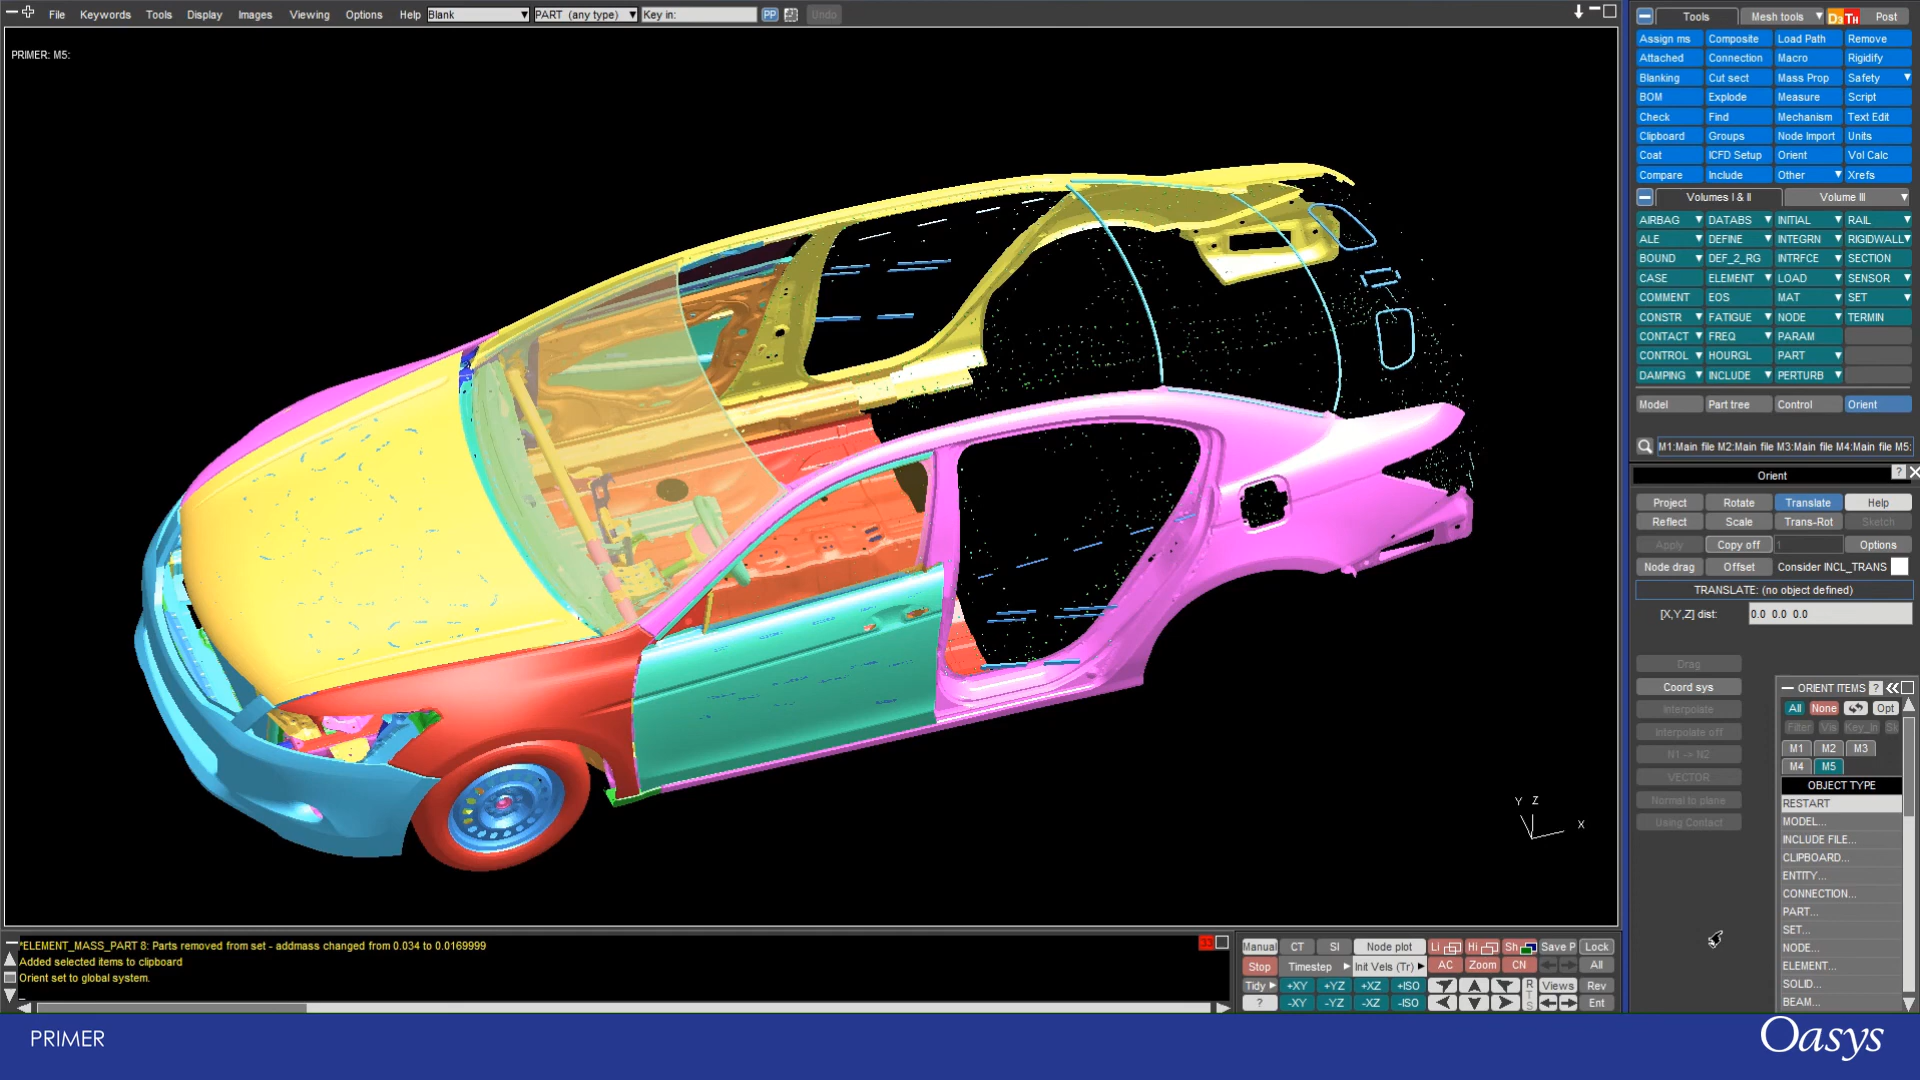 File Keywords Tools Display Images Viewing Options Help Blank PART (any type) Key in: PP Undo
PRIMER: M5:
Y Z
X
Tools Mesh tools D3 TH Post
Assign ms Composite Load Path Remove
Attached Connection Macro Rigidify
Blanking Cut sect Mass Prop Safety
BOM Explode Measure Script
Check Find Mechanism Text Edit
Clipboard Groups Node Import Units
Coat ICFD Setup Orient Vol Calc
Compare Include Other Xrefs
Volumes I & II Volume III
AIRBAG DATABS INITIAL RAIL
ALE DEFINE INTEGRN RIGIDWALL
BOUND DEF_2_RG INTRFCE SECTION
CASE ELEMENT LOAD SENSOR
COMMENT EOS MAT SET
CONSTR FATIGUE NODE TERMIN
CONTACT FREQ PARAM
CONTROL HOURGL PART
DAMPING INCLUDE PERTURB
Model Part tree Control Orient
M1:Main file M2:Main file M3:Main file M4:Main file M5:
Orient ?
Project Rotate Translate Help
Reflect Scale Trans-Rot Sketch
Apply Copy off 1 Options
Node drag Offset Consider INCL_TRANS
TRANSLATE: (no object defined)
[X,Y,Z] dist: 0.0 0.0 0.0
Drag
Coord sys
Interpolate
Interpolate off
N1 -> N2
VECTOR
Normal to plane
Using Contact
ORIENT ITEMS ?
All None Opt
Filter Vis Key_in Sk
M1 M2 M3
M4 M5
OBJECT TYPE
RESTART
MODEL...
INCLUDE FILE...
CLIPBOARD...
ENTITY...
CONNECTION...
PART...
SET...
NODE...
ELEMENT...
SOLID...
BEAM...
*ELEMENT_MASS_PART 8: Parts removed from set - addmass changed from 0.034 to 0.0169999
Added selected items to clipboard
Orient set to global system.
33
Manual CT SI Node plot Li Hi Sh Save P Lock
Stop Timestep Init Vels (Tr) AC Zoom CN All
Tidy +XY +YZ +XZ +ISO R T S Views Rev
? -XY -YZ -XZ -ISO Ent
PRIMER
Oasys